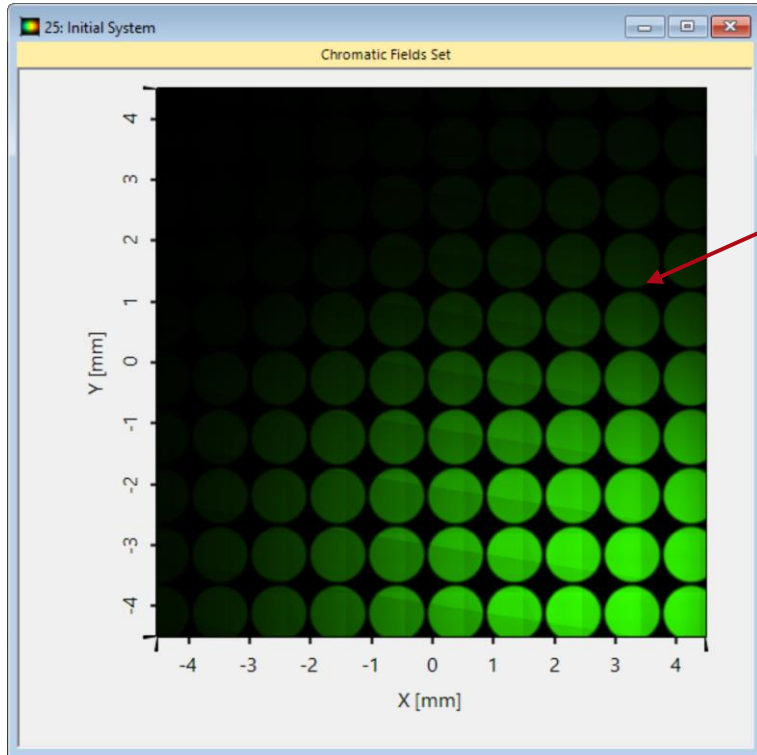 25: Initial System
Chromatic Fields Set
4
3
2
1
0
-1
-2
-3
-4
Y [mm]
-4 -3 -2 -1 0 1 2 3 4
X [mm]